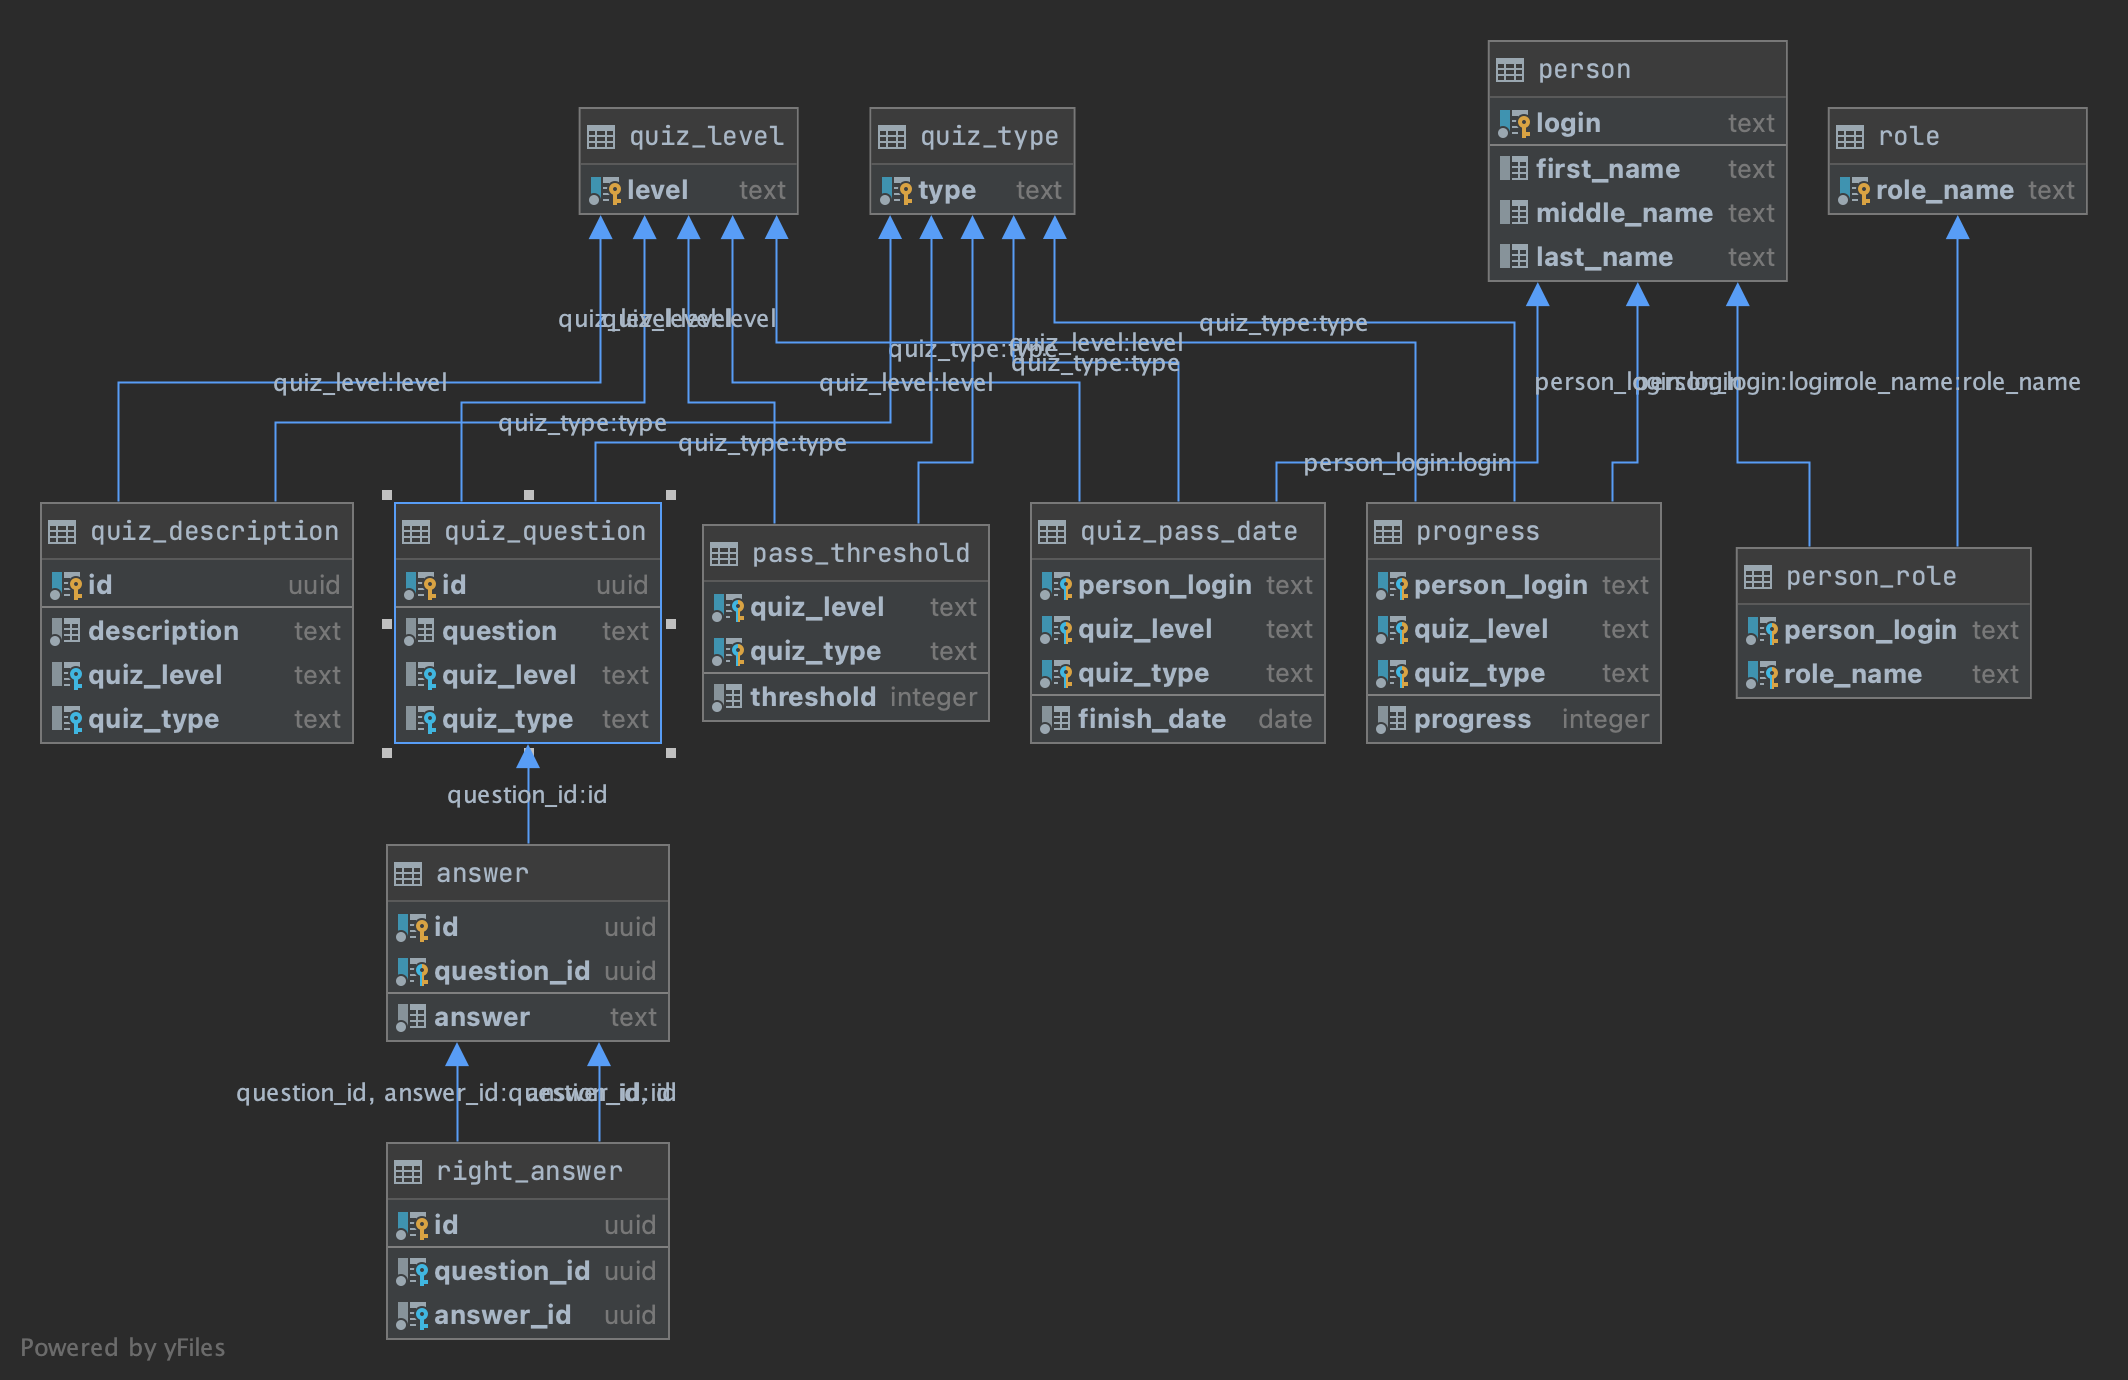 person
login text
first_name text
middle_name text
last_name text
quiz_level
level text
quiz_type
type text
role
role_name text
quiz_level:level
quiz_level:level
quiz_type:type
quiz_type:type
quiz_level:level
quiz_type:type
quiz_level:level
quiz_level:level
person_login:login
person_login:login
role_name:role_name
quiz_type:type
quiz_type:type
person_login:login
quiz_description
id uuid
description text
quiz_level text
quiz_type text
quiz_question
id uuid
question text
quiz_level text
quiz_type text
pass_threshold
quiz_level text
quiz_type text
threshold integer
quiz_pass_date
person_login text
quiz_level text
quiz_type text
finish_date date
progress
person_login text
quiz_level text
quiz_type text
progress integer
person_role
person_login text
role_name text
question_id:id
answer
id uuid
question_id uuid
answer text
question_id, answer_id:question_id, id
answer_id:id
right_answer
id uuid
question_id uuid
answer_id uuid
Powered by yFiles